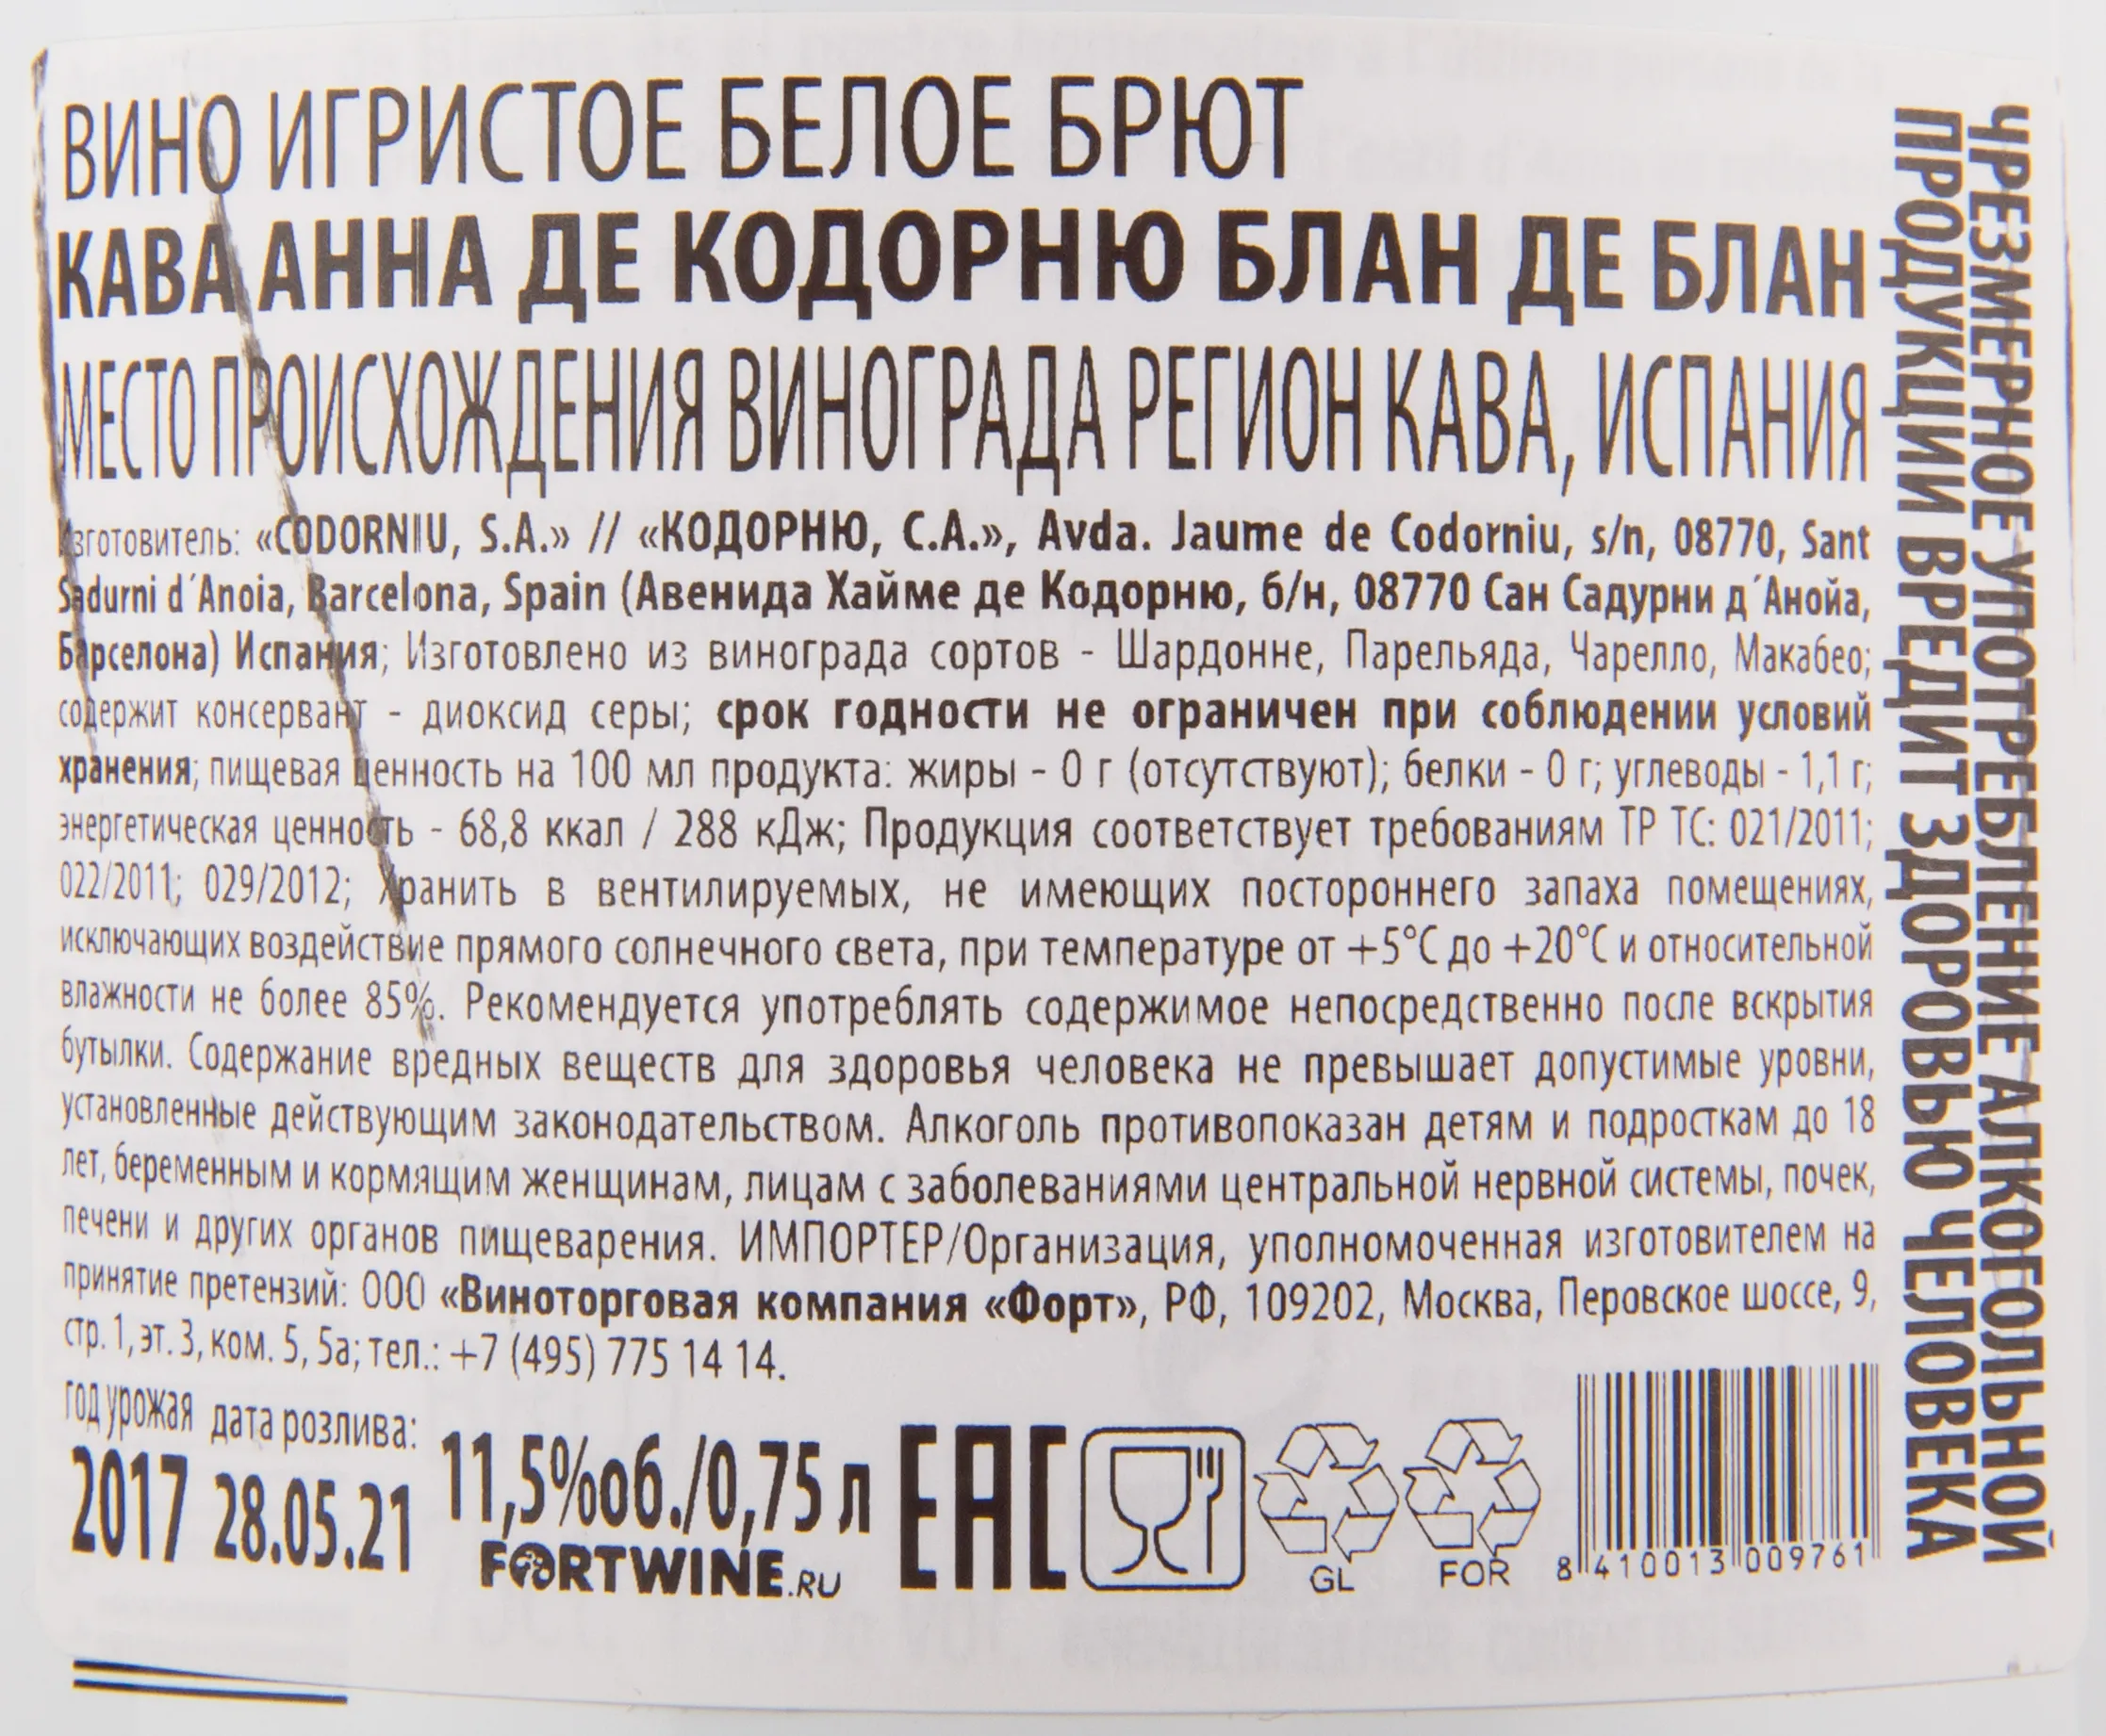 ВИНО ИГРИСТОЕ БЕЛОЕ БРЮТ
КАВА АННА ДЕ КОДОРНЮ БЛАН ДЕ БЛАН
МЕСТО ПРОИСХОЖДЕНИЯ ВИНОГРАДА РЕГИОН КАВА, ИСПАНИЯ
Изготовитель: «CODORNIU, S.A.» // «КОДОРНЮ, С.А.», Avda. Jaume de Codorniu, s/n, 08770, Sant
Sadurni d´Anoia, Barcelona, Spain (Авенида Хайме де Кодорню, б/н, 08770 Сан Садурни д´Анойа,
Барселона) Испания; Изготовлено из винограда сортов - Шардонне, Парельяда, Чарелло, Макабео;
содержит консервант - диоксид серы; срок годности не ограничен при соблюдении условий
хранения; пищевая ценность на 100 мл продукта: жиры - 0 г (отсутствуют); белки - 0 г; углеводы - 1,1 г;
энергетическая ценность - 68,8 ккал / 288 кДж; Продукция соответствует требованиям ТР ТС: 021/2011;
022/2011; 029/2012; Хранить в вентилируемых, не имеющих постороннего запаха помещениях,
исключающих воздействие прямого солнечного света, при температуре от +5°С до +20°С и относительной
влажности не более 85%. Рекомендуется употреблять содержимое непосредственно после вскрытия
бутылки. Содержание вредных веществ для здоровья человека не превышает допустимые уровни,
установленные действующим законодательством. Алкоголь противопоказан детям и подросткам до 18
лет, беременным и кормящим женщинам, лицам с заболеваниями центральной нервной системы, почек,
печени и других органов пищеварения. ИМПОРТЕР/Организация, уполномоченная изготовителем на
принятие претензий: ООО «Виноторговая компания «Форт», РФ, 109202, Москва, Перовское шоссе, 9,
стр. 1, эт. 3, ком. 5, 5а; тел.: +7 (495) 775 14 14.
год урожая дата розлива:
2017 28.05.21
11,5%об./0,75 л
FORTWINE.RU
EAC
GL
FOR
8 410013 009761
ЧРЕЗМЕРНОЕ УПОТРЕБЛЕНИЕ АЛКОГОЛЬНОЙ
ПРОДУКЦИИ ВРЕДИТ ЗДОРОВЬЮ ЧЕЛОВЕКА